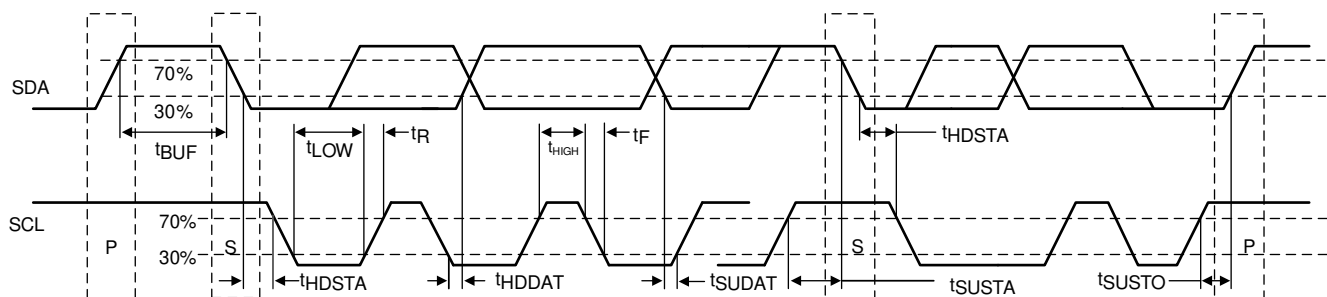 SDA
70%
30%
tBUF
tLOW
tR
tHIGH
tF
tHDSTA
SCL
70%
30%
P
S
S
P
tHDSTA
tHDDAT
tSUDAT
tSUSTA
tSUSTO